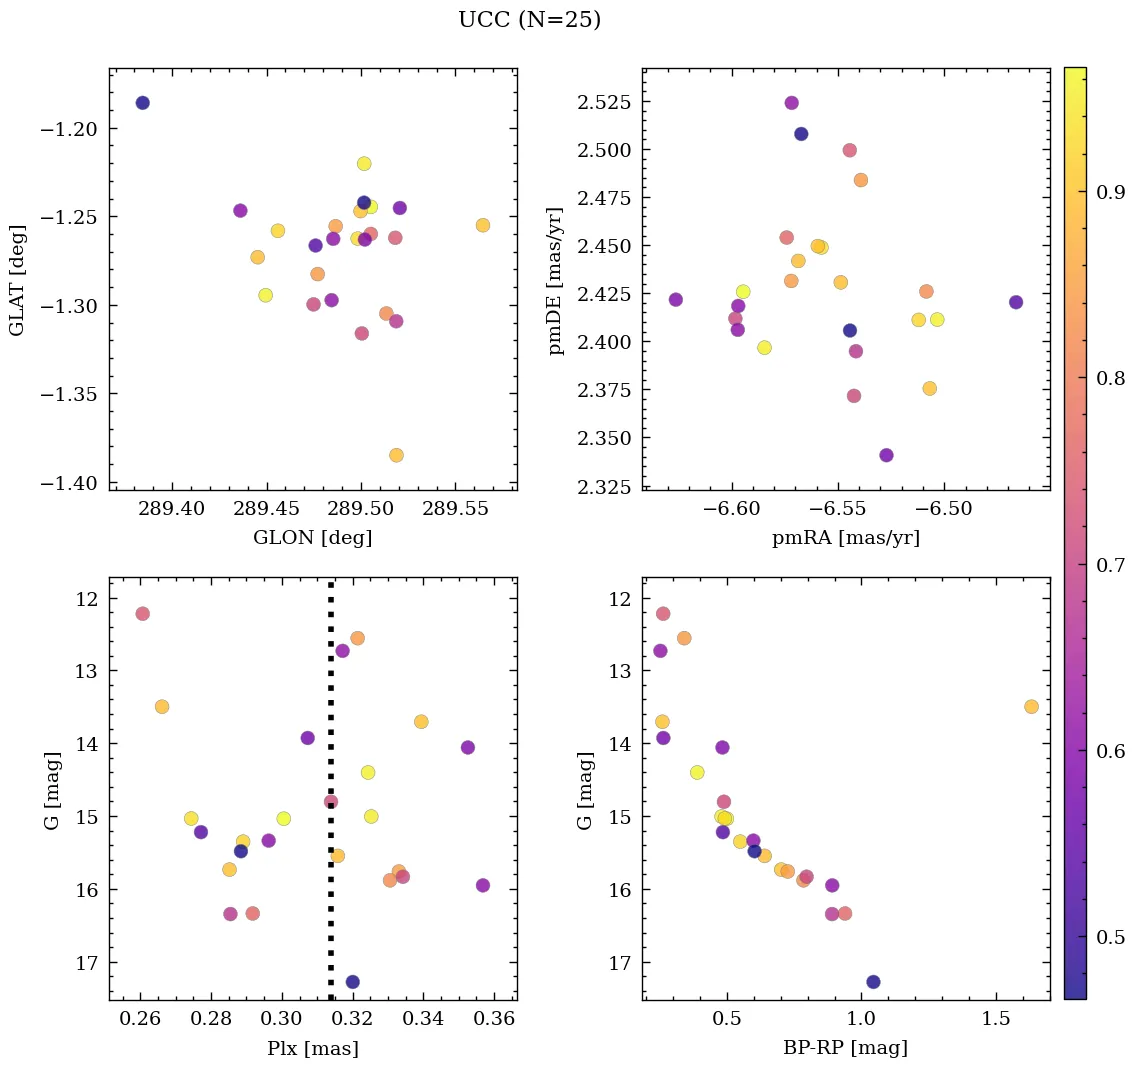 UCC (N=25)
−1.20
−1.25
−1.30
−1.35
−1.40
GLAT [deg]
289.40 289.45 289.50 289.55
GLON [deg]
2.525
2.500
2.475
2.450
2.425
2.400
2.375
2.350
2.325
pmDE [mas/yr]
−6.60 −6.55 −6.50
pmRA [mas/yr]
12
13
14
15
16
17
G [mag]
0.26 0.28 0.30 0.32 0.34 0.36
Plx [mas]
12
13
14
15
16
17
G [mag]
0.5 1.0 1.5
BP-RP [mag]
0.9
0.8
0.7
0.6
0.5